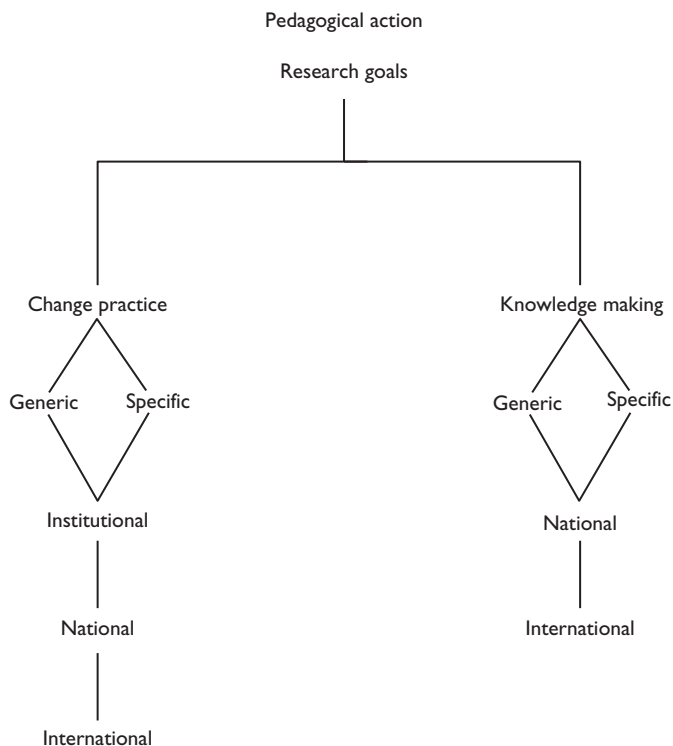 Pedagogical action
Research goals
Change practice
Knowledge making
Generic
Specific
Generic
Specific
Institutional
National
National
International
International